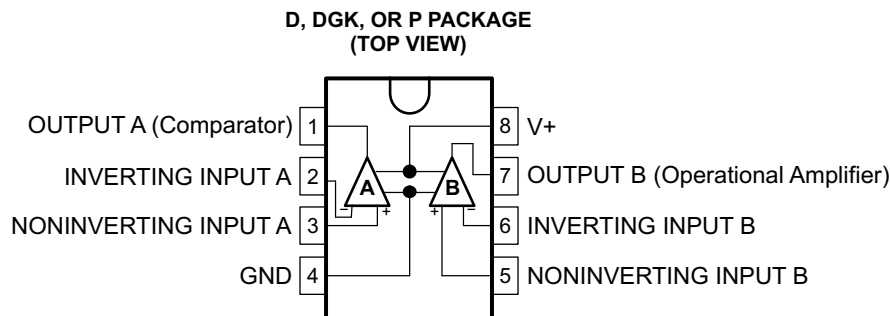 D, DGK, OR P PACKAGE
(TOP VIEW)
OUTPUT A (Comparator) 1
8 V+
INVERTING INPUT A 2
7 OUTPUT B (Operational Amplifier)
A
B
− +
+ −
NONINVERTING INPUT A 3
6 INVERTING INPUT B
GND 4
5 NONINVERTING INPUT B